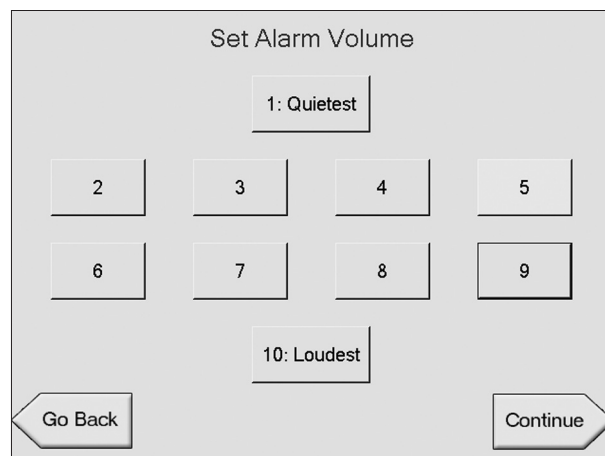 Set Alarm Volume
1: Quietest
2 3 4 5
6 7 8 9
10: Loudest
Go Back Continue